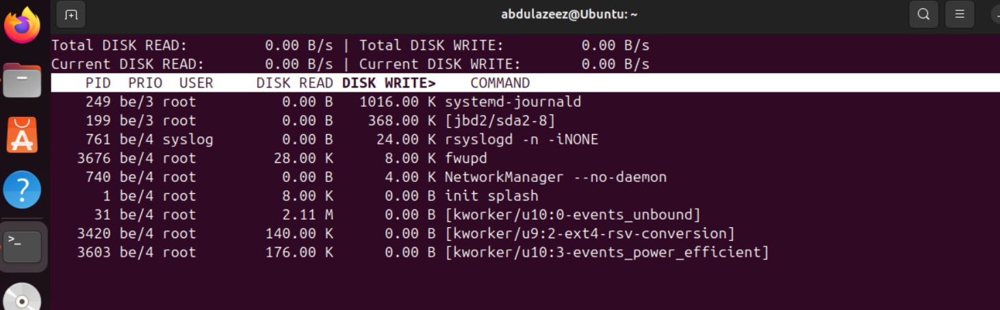 abdulazeez@Ubuntu: ~
Total DISK READ: 0.00 B/s | Total DISK WRITE: 0.00 B/s
Current DISK READ: 0.00 B/s | Current DISK WRITE: 0.00 B/s
PID PRIO USER DISK READ DISK WRITE> COMMAND
249 be/3 root 0.00 B 1016.00 K systemd-journald
199 be/3 root 0.00 B 368.00 K [jbd2/sda2-8]
761 be/4 syslog 0.00 B 24.00 K rsyslogd -n -iNONE
3676 be/4 root 28.00 K 8.00 K fwupd
740 be/4 root 0.00 B 4.00 K NetworkManager --no-daemon
1 be/4 root 8.00 K 0.00 B init splash
31 be/4 root 2.11 M 0.00 B [kworker/u10:0-events_unbound]
3420 be/4 root 140.00 K 0.00 B [kworker/u9:2-ext4-rsv-conversion]
3603 be/4 root 176.00 K 0.00 B [kworker/u10:3-events_power_efficient]